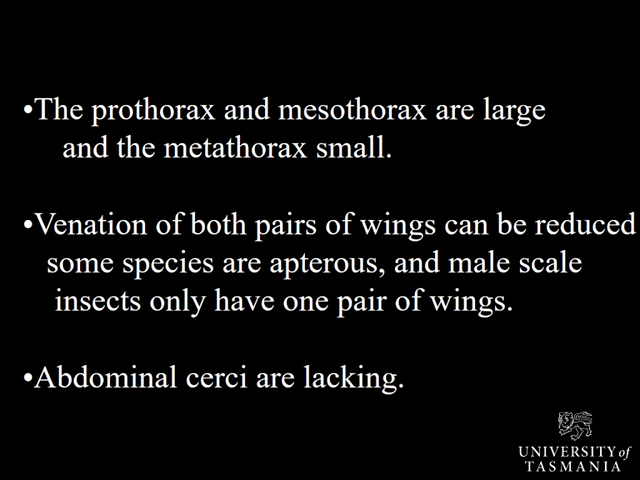 •The prothorax and mesothorax are large
and the metathorax small.
•Venation of both pairs of wings can be reduced
some species are apterous, and male scale
insects only have one pair of wings.
•Abdominal cerci are lacking.
UNIVERSITY of
TASMANIA